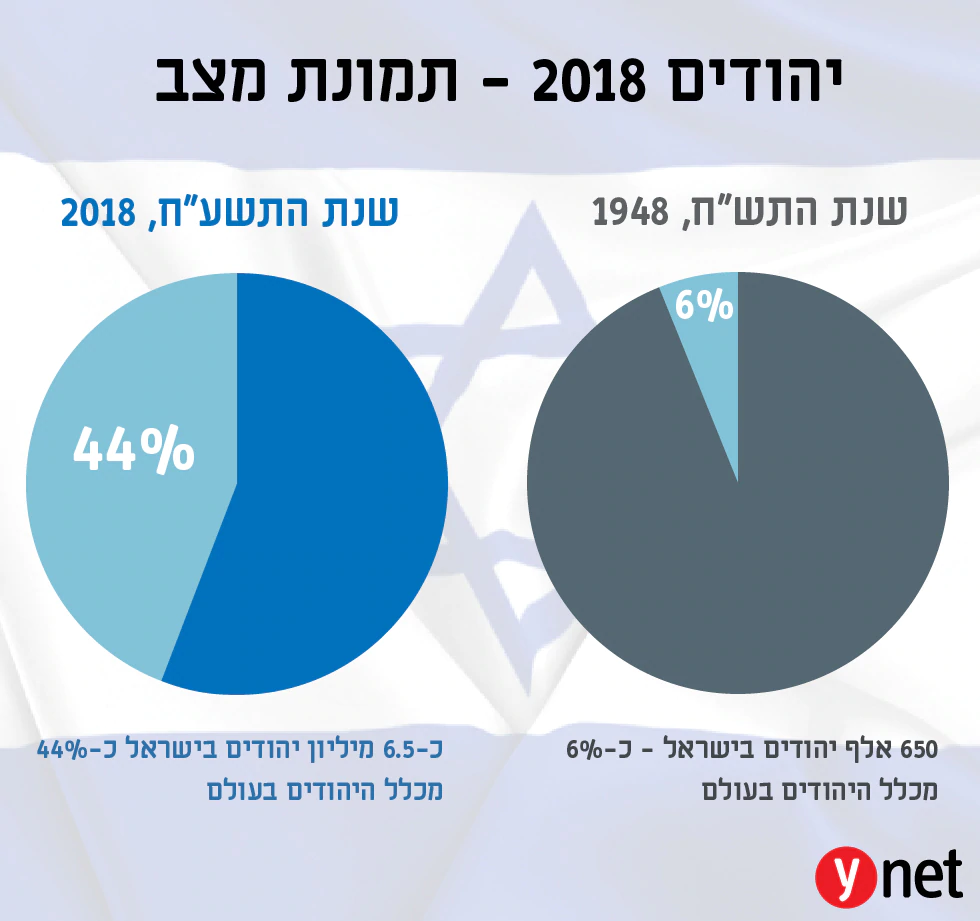 יהודים 2018 - תמונת מצב
שנת התש"ח, 1948
6%
650 אלף יהודים בישראל - כ-6%
מכלל היהודים בעולם
שנת התשע"ח, 2018
44%
כ-6.5 מיליון יהודים בישראל כ-44%
מכלל היהודים בעולם
ynet